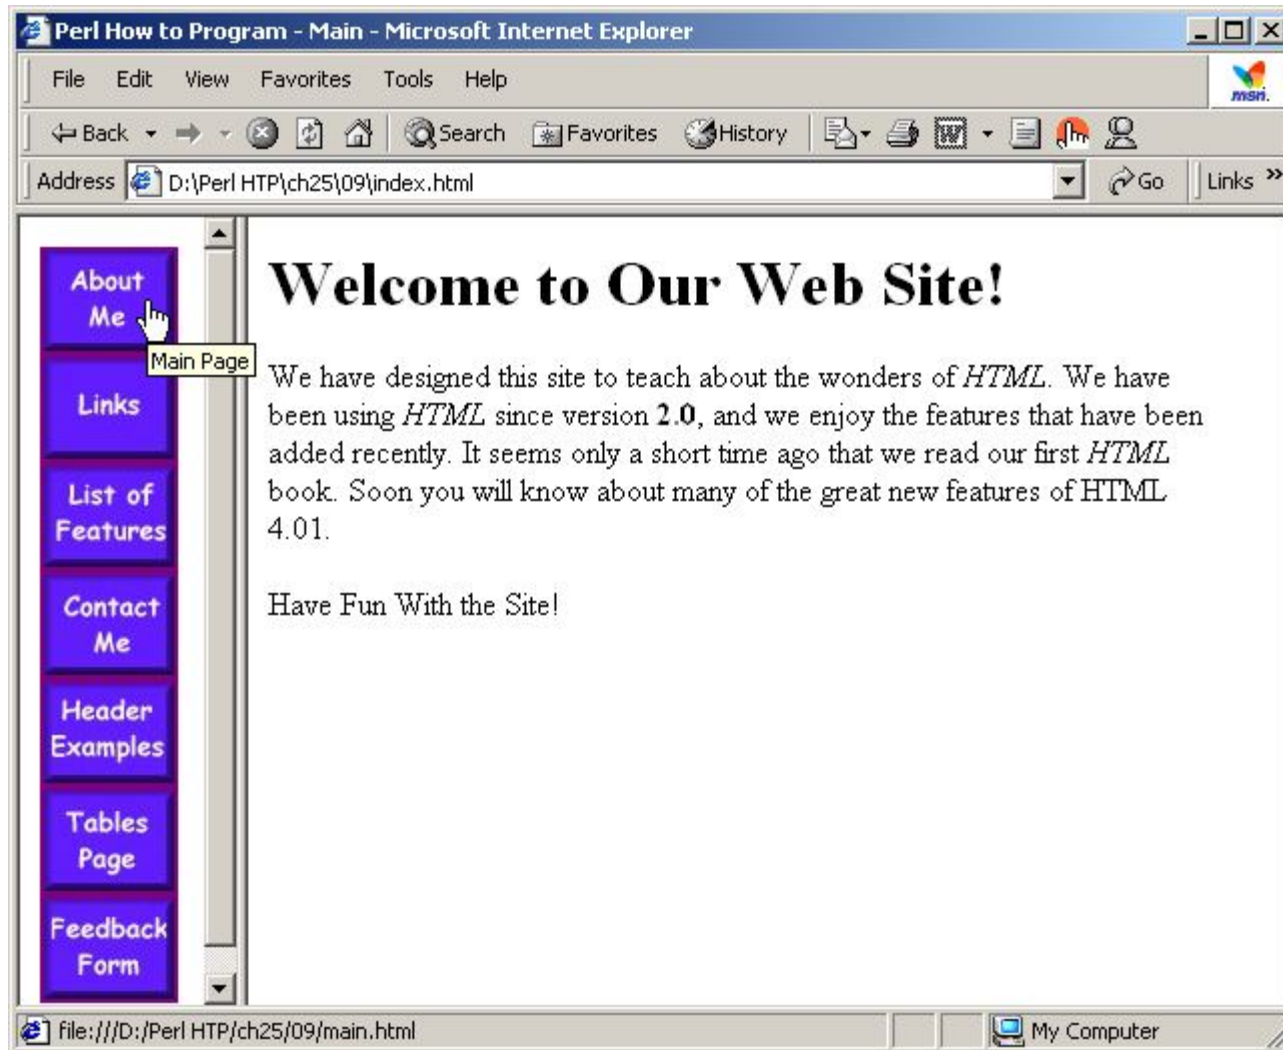 Perl How to Program - Main - Microsoft Internet Explorer
File Edit View Favorites Tools Help
msn.
Back Search Favorites History W
Address D:\Perl HTP\ch25\09\index.html Go Links »
About
Me
Main Page
Links
List of
Features
Contact
Me
Header
Examples
Tables
Page
Feedback
Form
Welcome to Our Web Site!
We have designed this site to teach about the wonders of HTML. We have
been using HTML since version 2.0, and we enjoy the features that have been
added recently. It seems only a short time ago that we read our first HTML
book. Soon you will know about many of the great new features of HTML
4.01.
Have Fun With the Site!
file:///D:/Perl HTP/ch25/09/main.html My Computer